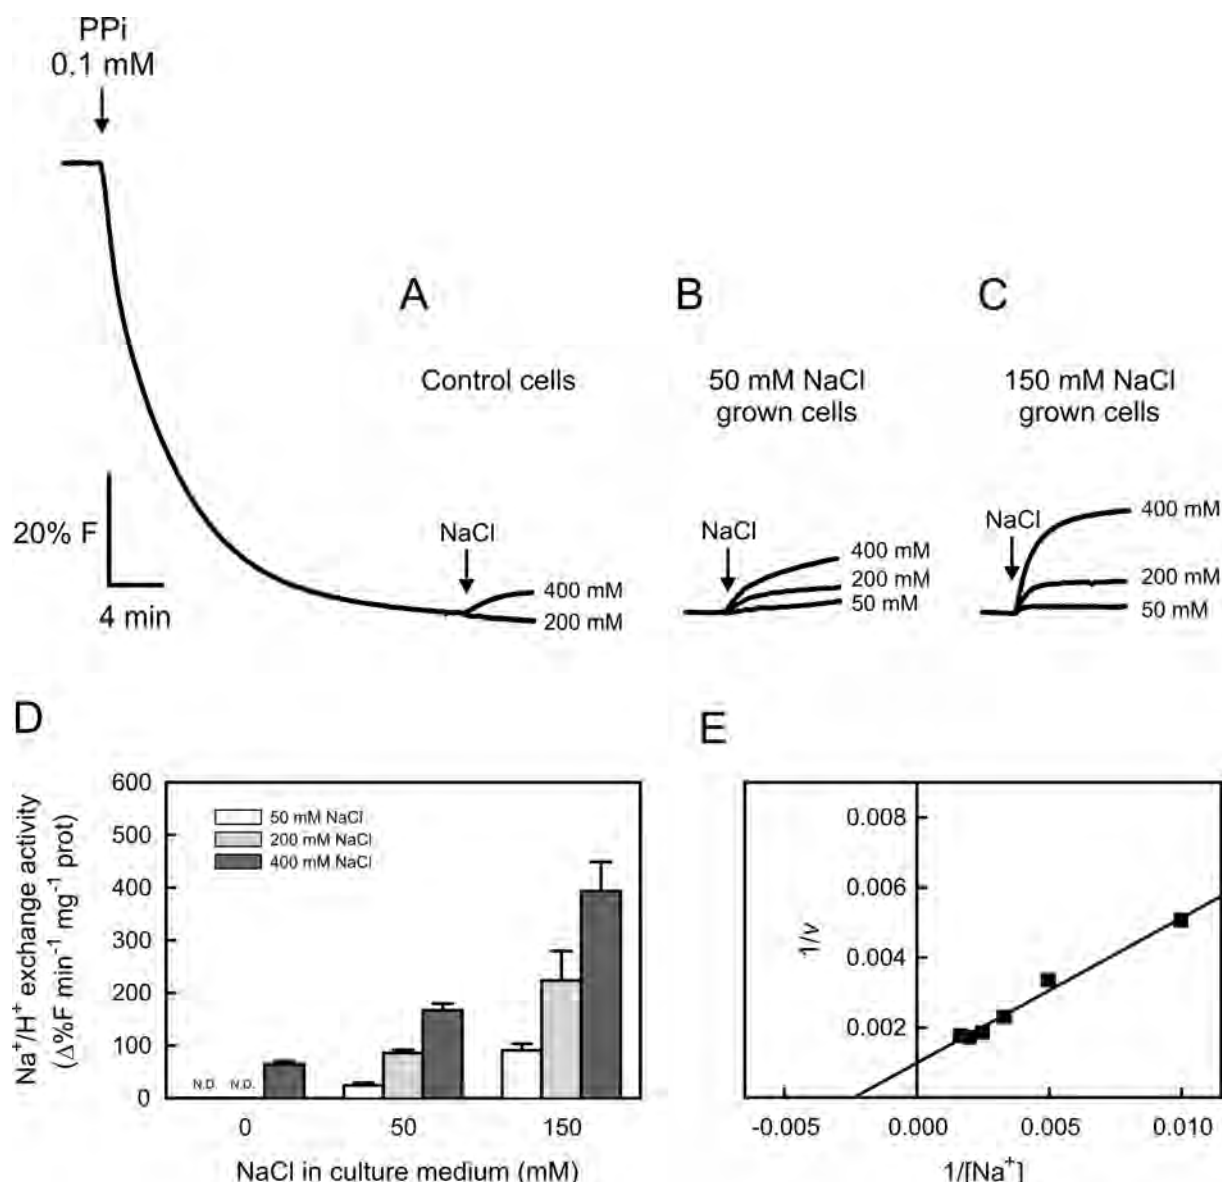 PPi
0.1 mM
A
B
C
Control cells
50 mM NaCl
grown cells
150 mM NaCl
grown cells
20% F
4 min
NaCl
400 mM
200 mM
NaCl
400 mM
200 mM
50 mM
NaCl
400 mM
200 mM
50 mM
D
Na⁺/H⁺ exchange activity
(Δ%F min⁻¹ mg⁻¹ prot)
600
500
400
300
200
100
0
50 mM NaCl
200 mM NaCl
400 mM NaCl
N.D.
N.D.
0
50
150
NaCl in culture medium (mM)
E
1/v
0.008
0.006
0.004
0.002
-0.005
0.000
0.005
0.010
1/[Na⁺]